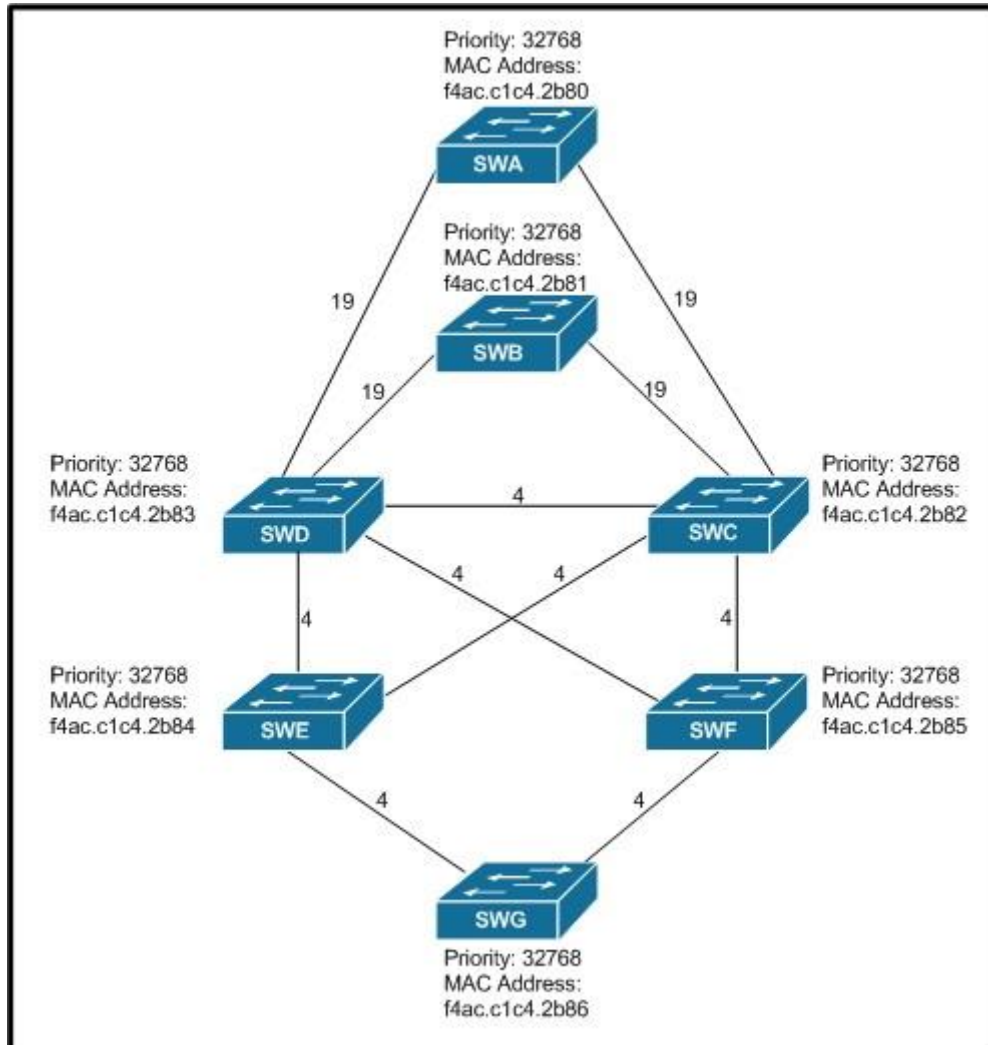 Priority: 32768
MAC Address:
f4ac.c1c4.2b80
SWA
Priority: 32768
MAC Address:
f4ac.c1c4.2b81
19
19
SWB
19
19
Priority: 32768
MAC Address:
f4ac.c1c4.2b83
Priority: 32768
MAC Address:
f4ac.c1c4.2b82
4
SWD
SWC
4
4
4
4
Priority: 32768
MAC Address:
f4ac.c1c4.2b84
Priority: 32768
MAC Address:
f4ac.c1c4.2b85
SWE
SWF
4
4
SWG
Priority: 32768
MAC Address:
f4ac.c1c4.2b86